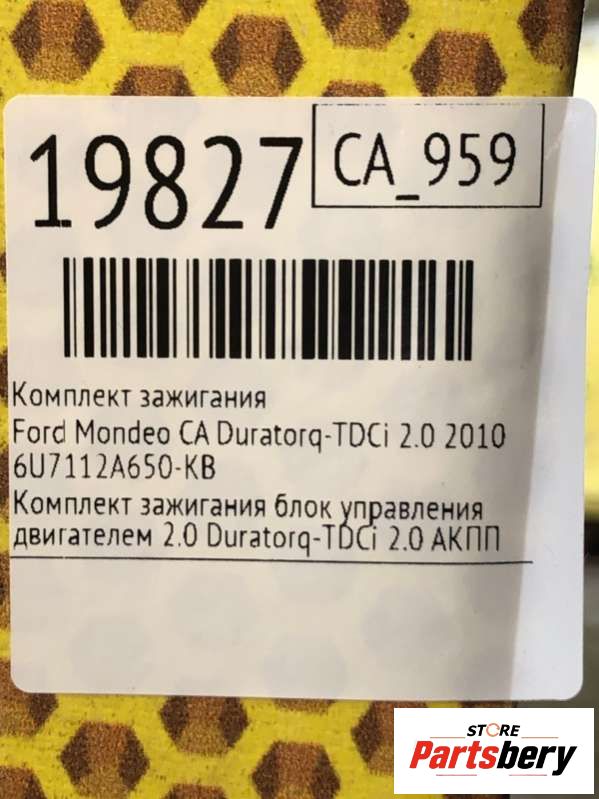 19827
CA_959
Комплект зажигания
Ford Mondeo CA Duratorq-TDCi 2.0 2010
6U7112A650-KB
Комплект зажигания блок управления
двигателем 2.0 Duratorq-TDCi 2.0 АКПП
STORE
Partsbery